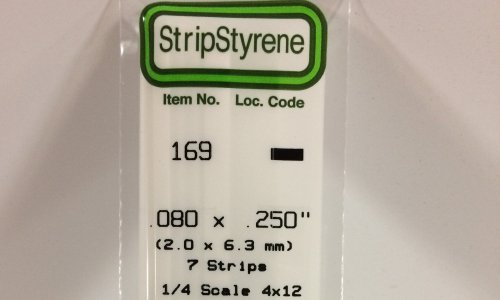 StripStyrene
Item No. Loc. Code
169
.080 x .250"
(2.0 x 6.3 mm)
7 Strips
1/4 Scale 4x12